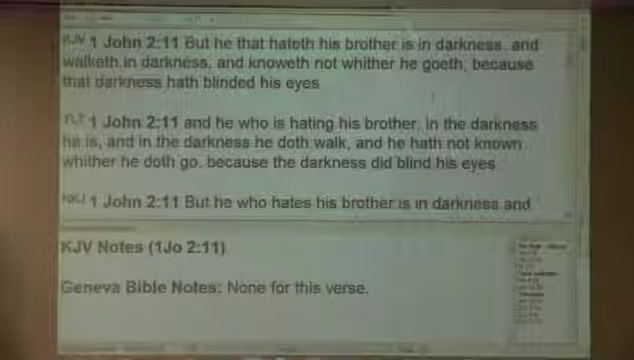 KJV 1 John 2:11 But he that hateth his brother is in darkness, and
walketh in darkness, and knoweth not whither he goeth, because
that darkness hath blinded his eyes
YLT 1 John 2:11 and he who is hating his brother, in the darkness
he is, and in the darkness he doth walk, and he hath not known
whither he doth go, because the darkness did blind his eyes
NKJ 1 John 2:11 But he who hates his brother is in darkness and
KJV Notes (1Jo 2:11)
Geneva Bible Notes: None for this verse.